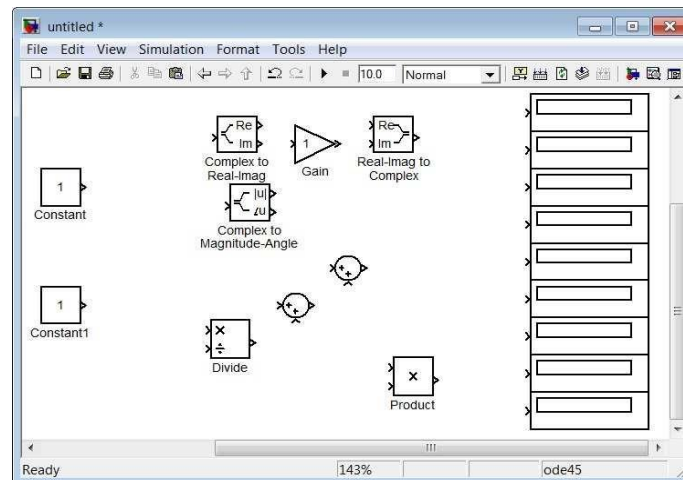 untitled *
File Edit View Simulation Format Tools Help
10.0 Normal
Re
Im
Complex to
Real-Imag
1
Gain
Re
Im
Real-Imag to
Complex
1
Constant
|u|
∠u
Complex to
Magnitude-Angle
+
+
+
+
1
Constant1
×
÷
Divide
×
Product
Ready 143% ode45